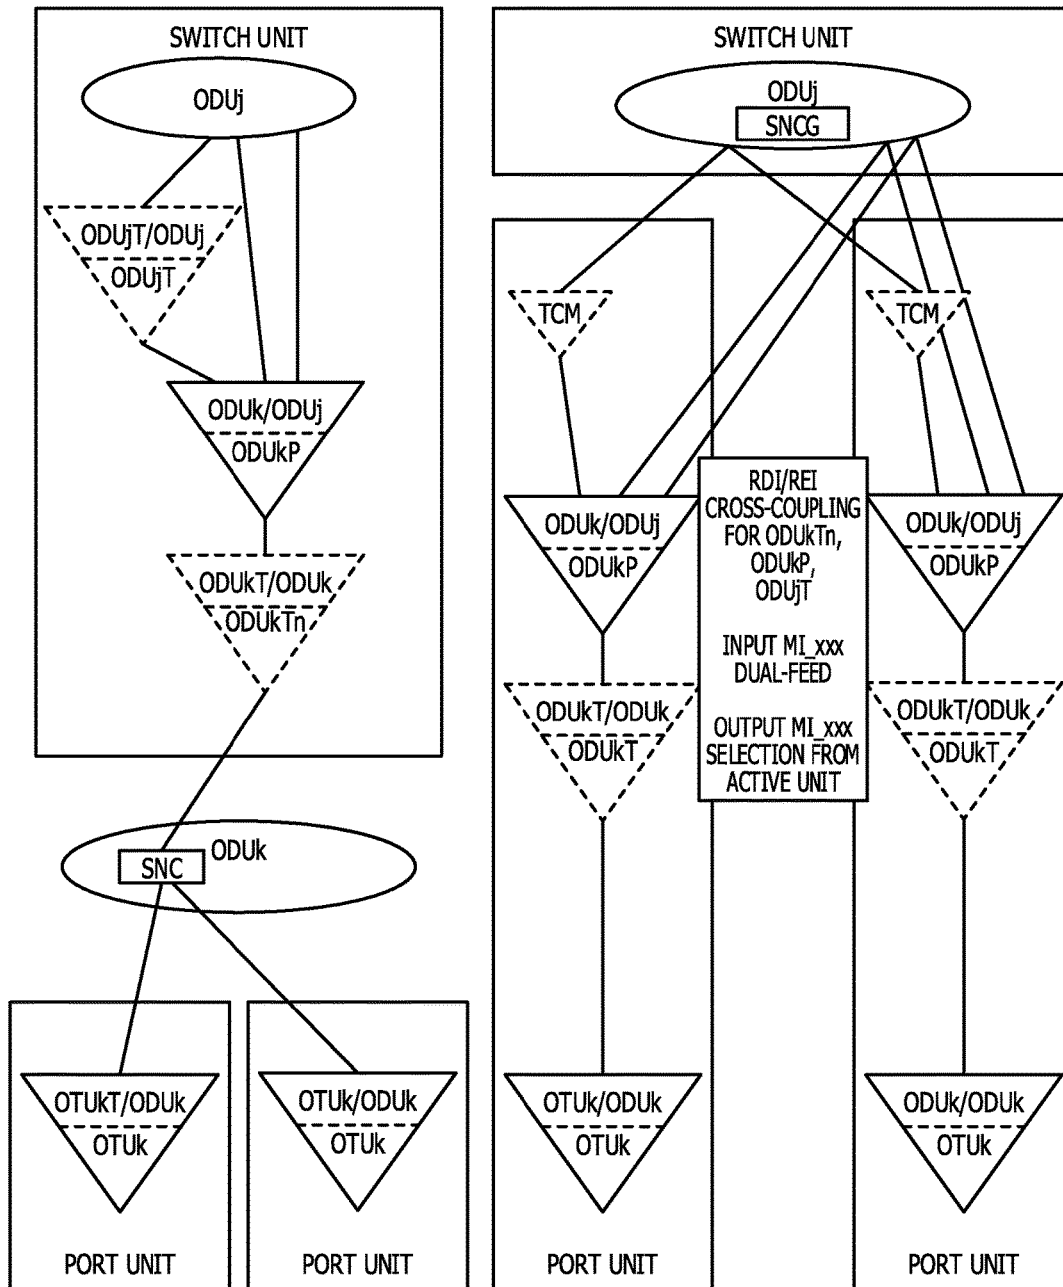 SWITCH UNIT
ODUj
ODUjT/ODUj
ODUjT
ODUk/ODUj
ODUkP
ODUkT/ODUk
ODUkTn
ODUk
SNC
OTUkT/ODUk
OTUk
PORT UNIT
OTUk/ODUk
OTUk
PORT UNIT
SWITCH UNIT
ODUj
SNCG
TCM
TCM
ODUk/ODUj
ODUkP
RDI/REI
CROSS-COUPLING
FOR ODUkTn,
ODUkP,
ODUjT
INPUT MI_xxx
DUAL-FEED
OUTPUT MI_xxx
SELECTION FROM
ACTIVE UNIT
ODUk/ODUj
ODUkP
ODUkT/ODUk
ODUkT
ODUkT/ODUk
ODUkT
OTUk/ODUk
OTUk
PORT UNIT
ODUk/ODUk
OTUk
PORT UNIT